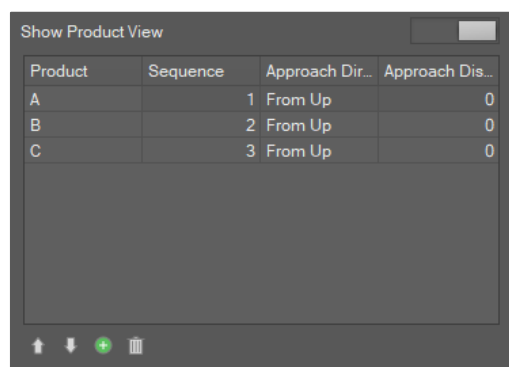 Show Product View
Product Sequence Approach Dir... Approach Dis...
A 1 From Up 0
B 2 From Up 0
C 3 From Up 0